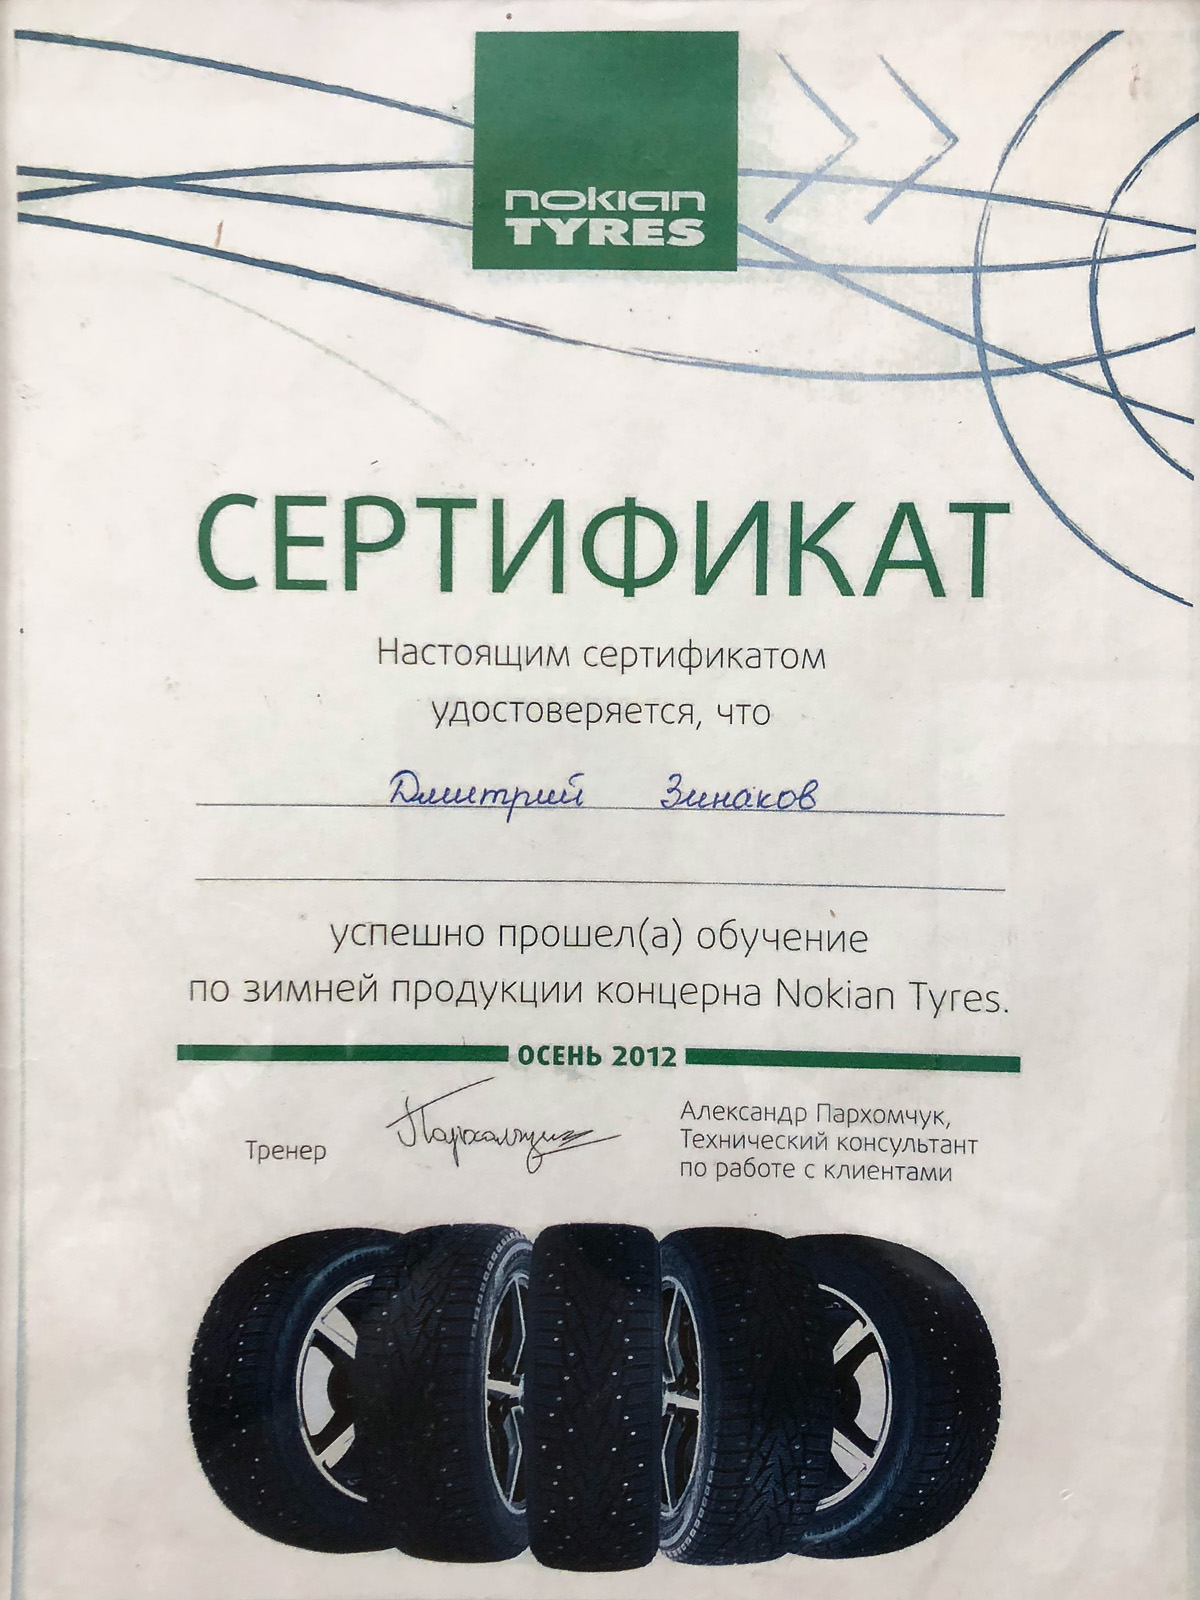 nokian
TYRES
СЕРТИФИКАТ
Настоящим сертификатом
удостоверяется, что
Дмитрий Зинаков
успешно прошел(а) обучение
по зимней продукции концерна Nokian Tyres.
ОСЕНЬ 2012
Тренер
Александр Пархомчук,
Технический консультант
по работе с клиентами